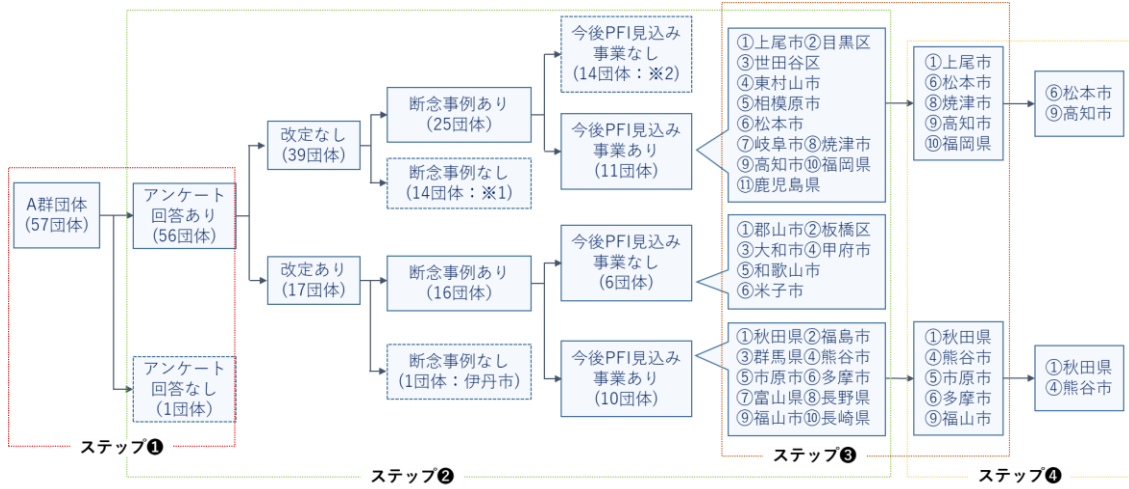 A群団体
(57団体)
アンケート
回答あり
(56団体)
アンケート
回答なし
(1団体)
ステップ❶
改定なし
(39団体)
改定あり
(17団体)
断念事例あり
(25団体)
断念事例なし
(14団体：※1)
断念事例あり
(16団体)
断念事例なし
(1団体：伊丹市)
今後PFI見込み
事業なし
(14団体：※2)
今後PFI見込み
事業あり
(11団体)
今後PFI見込み
事業なし
(6団体)
今後PFI見込み
事業あり
(10団体)
ステップ❷
①上尾市②目黒区
③世田谷区
④東村山市
⑤相模原市
⑥松本市
⑦岐阜市⑧焼津市
⑨高知市⑩福岡県
⑪鹿児島県
①郡山市②板橋区
③大和市④甲府市
⑤和歌山市
⑥米子市
①秋田県②福島市
③群馬県④熊谷市
⑤市原市⑥多摩市
⑦富山県⑧長野県
⑨福山市⑩長崎県
①上尾市
⑥松本市
⑧焼津市
⑨高知市
⑩福岡県
①秋田県
④熊谷市
⑤市原市
⑥多摩市
⑨福山市
ステップ❸
⑥松本市
⑨高知市
①秋田県
④熊谷市
ステップ❹